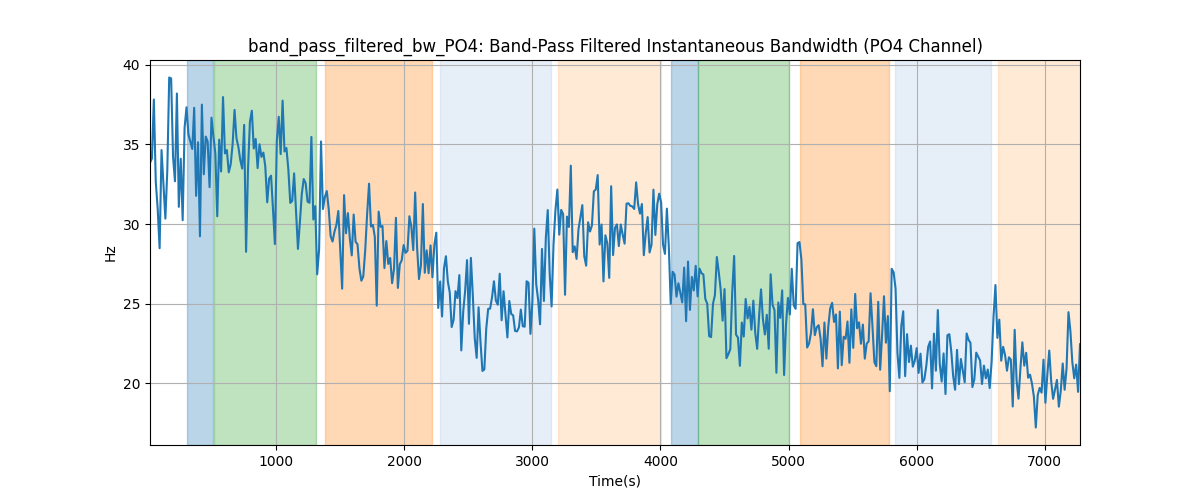 band_pass_filtered_bw_PO4: Band-Pass Filtered Instantaneous Bandwidth (PO4 Channel)
40
35
30
25
20
Hz
1000 2000 3000 4000 5000 6000 7000
Time(s)